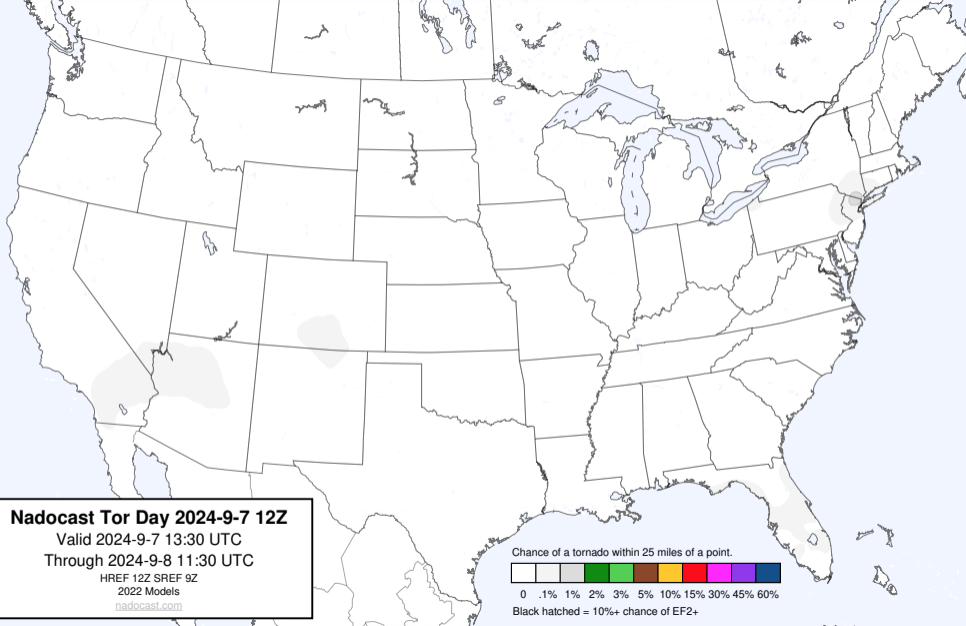 Nadocast Tor Day 2024-9-7 12Z
Valid 2024-9-7 13:30 UTC
Through 2024-9-8 11:30 UTC
HREF 12Z SREF 9Z
2022 Models
nadocast.com
Chance of a tornado within 25 miles of a point.
0 .1% 1% 2% 3% 5% 10% 15% 30% 45% 60%
Black hatched = 10%+ chance of EF2+